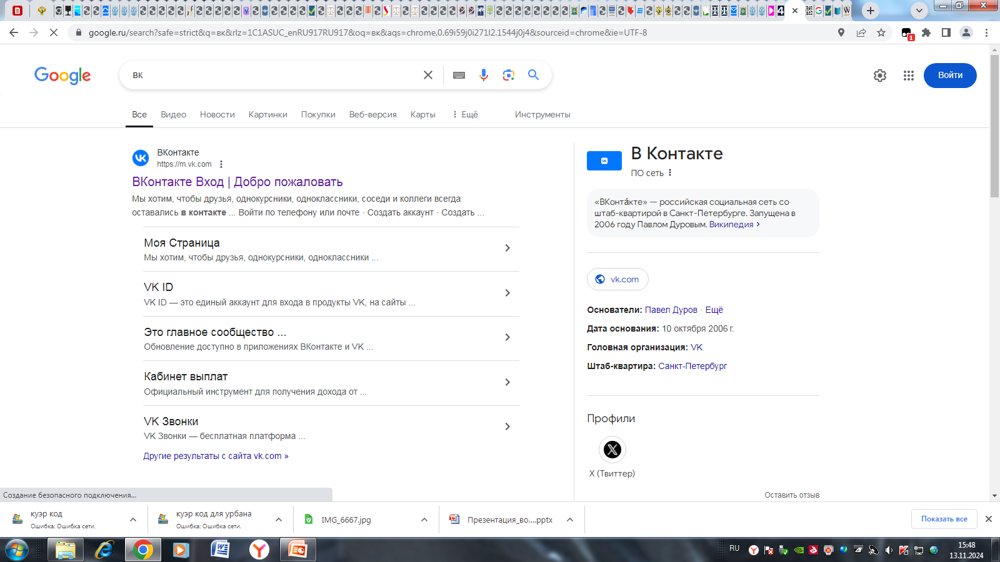 google.ru/search?safe=strict&q=вк&rlz=1C1ASUC_enRU917RU917&oq=вк&aqs=chrome.0.69i59j0i271l2.1544j0j4&sourceid=chrome&ie=UTF-8
1
Google
вк
Войти
Все
Видео
Новости
Картинки
Покупки
Веб-версия
Карты
Ещё
Инструменты
ВКонтакте
https://m.vk.com
ВКонтакте Вход | Добро пожаловать
Мы хотим, чтобы друзья, однокурсники, одноклассники, соседи и коллеги всегда
оставались в контакте ... Войти по телефону или почте · Создать аккаунт · Создать ...
Моя Страница
Мы хотим, чтобы друзья, однокурсники, одноклассники ...
VK ID
VK ID — это единый аккаунт для входа в продукты VK, на сайты ...
Это главное сообщество ...
Обновление доступно в приложениях ВКонтакте и VK ...
Кабинет выплат
Официальный инструмент для получения дохода от ...
VK Звонки
VK Звонки — бесплатная платформа ...
Другие результаты с сайта vk.com »
В Контакте
ПО сеть
«ВКонта́кте» — российская социальная сеть со
штаб-квартирой в Санкт-Петербурге. Запущена в
2006 году Павлом Дуровым. Википедия
vk.com
Основатели: Павел Дуров · Ещё
Дата основания: 10 октября 2006 г.
Головная организация: VK
Штаб-квартира: Санкт-Петербург
Профили
X (Твиттер)
Оставить отзыв
Создание безопасного подключения...
куэр код
Ошибка: Ошибка сети.
куэр код для урбана
Ошибка: Ошибка сети.
IMG_6667.jpg
Презентация_во....pptx
Показать все
RU
15:48
13.11.2024